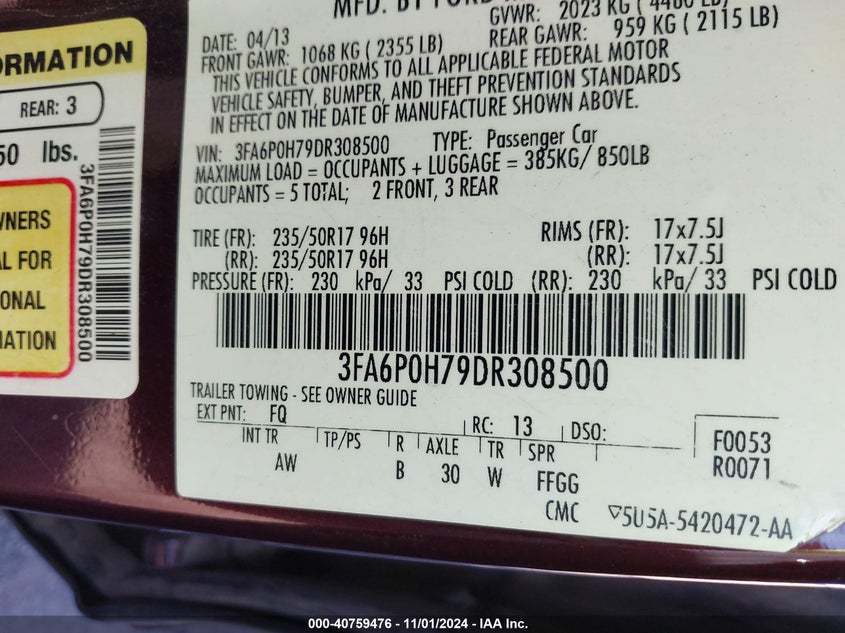 MFD. BY FORD
GVWR: 2023 KG ( 4460 LB)
DATE: 04/13
REAR GAWR: 959 KG ( 2115 LB)
FRONT GAWR: 1068 KG ( 2355 LB)
THIS VEHICLE CONFORMS TO ALL APPLICABLE FEDERAL MOTOR
VEHICLE SAFETY, BUMPER, AND THEFT PREVENTION STANDARDS
IN EFFECT ON THE DATE OF MANUFACTURE SHOWN ABOVE.
VIN: 3FA6P0H79DR308500 TYPE: Passenger Car
MAXIMUM LOAD = OCCUPANTS + LUGGAGE = 385KG/ 850LB
OCCUPANTS = 5 TOTAL; 2 FRONT, 3 REAR
TIRE (FR): 235/50R17 96H RIMS (FR): 17x7.5J
(RR): 235/50R17 96H (RR): 17x7.5J
PRESSURE (FR): 230 kPa/ 33 PSI COLD (RR): 230 kPa/ 33 PSI COLD
3FA6P0H79DR308500
TRAILER TOWING - SEE OWNER GUIDE
EXT PNT: FQ RC: 13 DSO:
INT TR TP/PS R AXLE TR SPR
AW B 30 W FFGG
CMC
F0053
R0071
▽5U5A-5420472-AA
ORMATION
REAR: 3
50 lbs.
3FA6P0H79DR308500
WNERS
AL FOR
IONAL
MATION
000-40759476 - 11/01/2024 - IAA Inc.